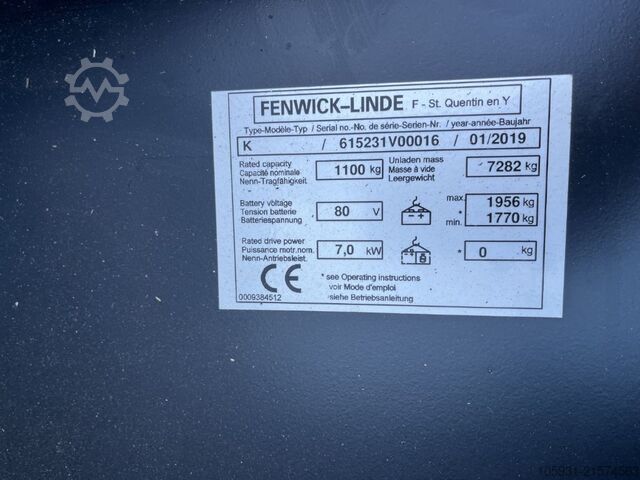 FENWICK–LINDE F - St. Quentin en Y
Type-Modèle-Typ / Serial no.-No. de série-Serien-Nr. / year-année-Baujahr
K / 615231V00016 / 01/2019
Rated capacity
Capacité nominale
Nenn-Tragfähigkeit
1100 kg
Unladen mass
Masse à vide
Leergewicht
7282 kg
Battery voltage
Tension batterie
Batteriespannung
80 V
max. 1956 kg
*
min. 1770 kg
Rated drive power
Puissance motr.nom.
Nenn-Antriebsleist.
7,0 kW
* 0 kg
CE
0009384512
* see Operating instructions
voir Mode d'emploi
siehe Betriebsanleitung
105931-21574563